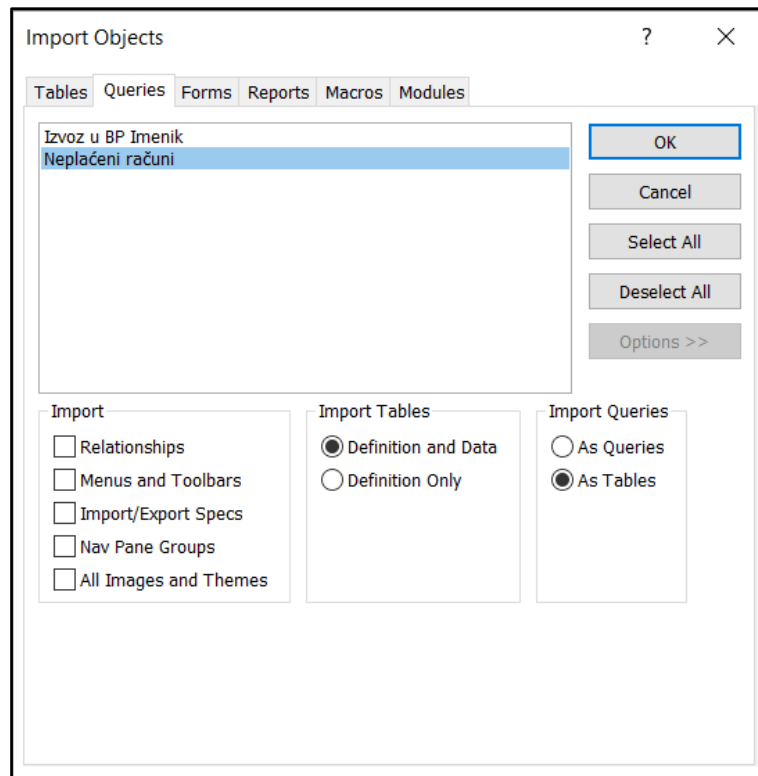 Import Objects ?
Tables Queries Forms Reports Macros Modules
Izvoz u BP Imenik
Neplaćeni računi
OK
Cancel
Select All
Deselect All
Options >>
Import
Relationships
Menus and Toolbars
Import/Export Specs
Nav Pane Groups
All Images and Themes
Import Tables
Definition and Data
Definition Only
Import Queries
As Queries
As Tables